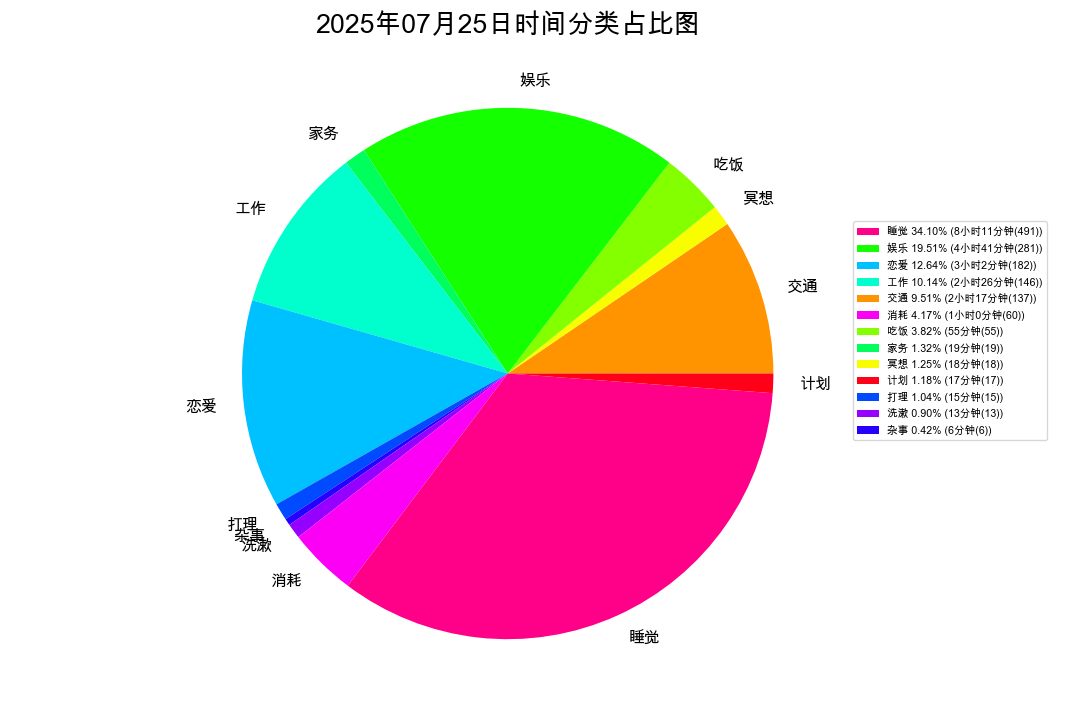 2025年07月25日时间分类占比图
娱乐
家务
吃饭
冥想
工作
交通
计划
恋爱
打理
杂事
洗漱
消耗
睡觉
睡觉 34.10% (8小时11分钟(491))
娱乐 19.51% (4小时41分钟(281))
恋爱 12.64% (3小时2分钟(182))
工作 10.14% (2小时26分钟(146))
交通 9.51% (2小时17分钟(137))
消耗 4.17% (1小时0分钟(60))
吃饭 3.82% (55分钟(55))
家务 1.32% (19分钟(19))
冥想 1.25% (18分钟(18))
计划 1.18% (17分钟(17))
打理 1.04% (15分钟(15))
洗漱 0.90% (13分钟(13))
杂事 0.42% (6分钟(6))